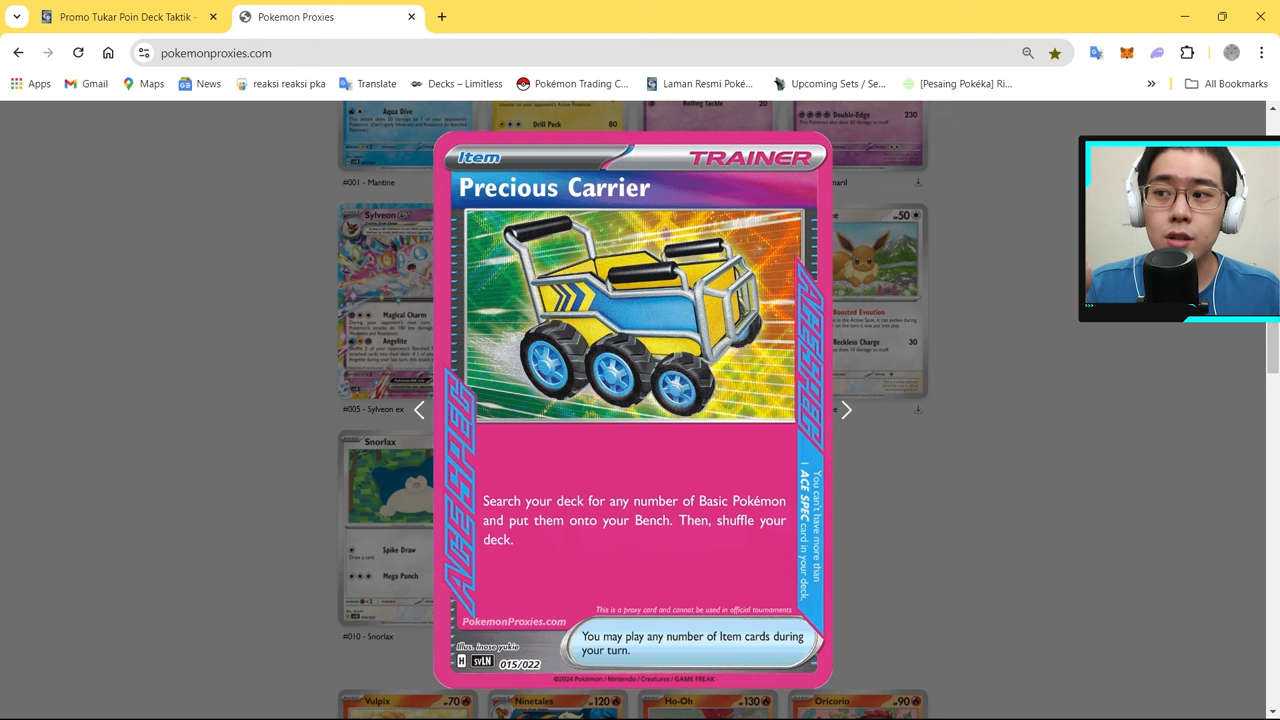 Promo Tukar Poin Deck Taktik -
Pokemon Proxies
pokemonproxies.com
Apps
Gmail
Maps
News
reaksi reaksi pka
Translate
Decks – Limitless
Pokémon Trading C...
Laman Resmi Poké...
Upcoming Sets / Se...
[Pesaing Pokéka] Ri...
»
All Bookmarks
Aqua Dive
Drill Peck 80
Rolling Tackle 20
Double-Edge 230
#001 - Mantine
Item
TRAINER
Precious Carrier
Sylveon
50
Magical Charm
Angelite
Boosted Evolution
Reckless Charge 30
#005 - Sylveon ex
ACE SPEC
ACE SPEC
You can't have more than
1 ACE SPEC card in your deck.
Search your deck for any number of Basic Pokémon
and put them onto your Bench. Then, shuffle your
deck.
Snorlax
Spike Draw
Draw a card.
Mega Punch
#010 - Snorlax
This is a proxy card and cannot be used in official tournaments
PokemonProxies.com
You may play any number of Item cards during
your turn.
Illus. inose yukie
H svLN 015/022
©2024 Pokémon / Nintendo / Creatures / GAME FREAK
Vulpix 70
Ninetales 120
Ho-Oh 130
Oricorio 90